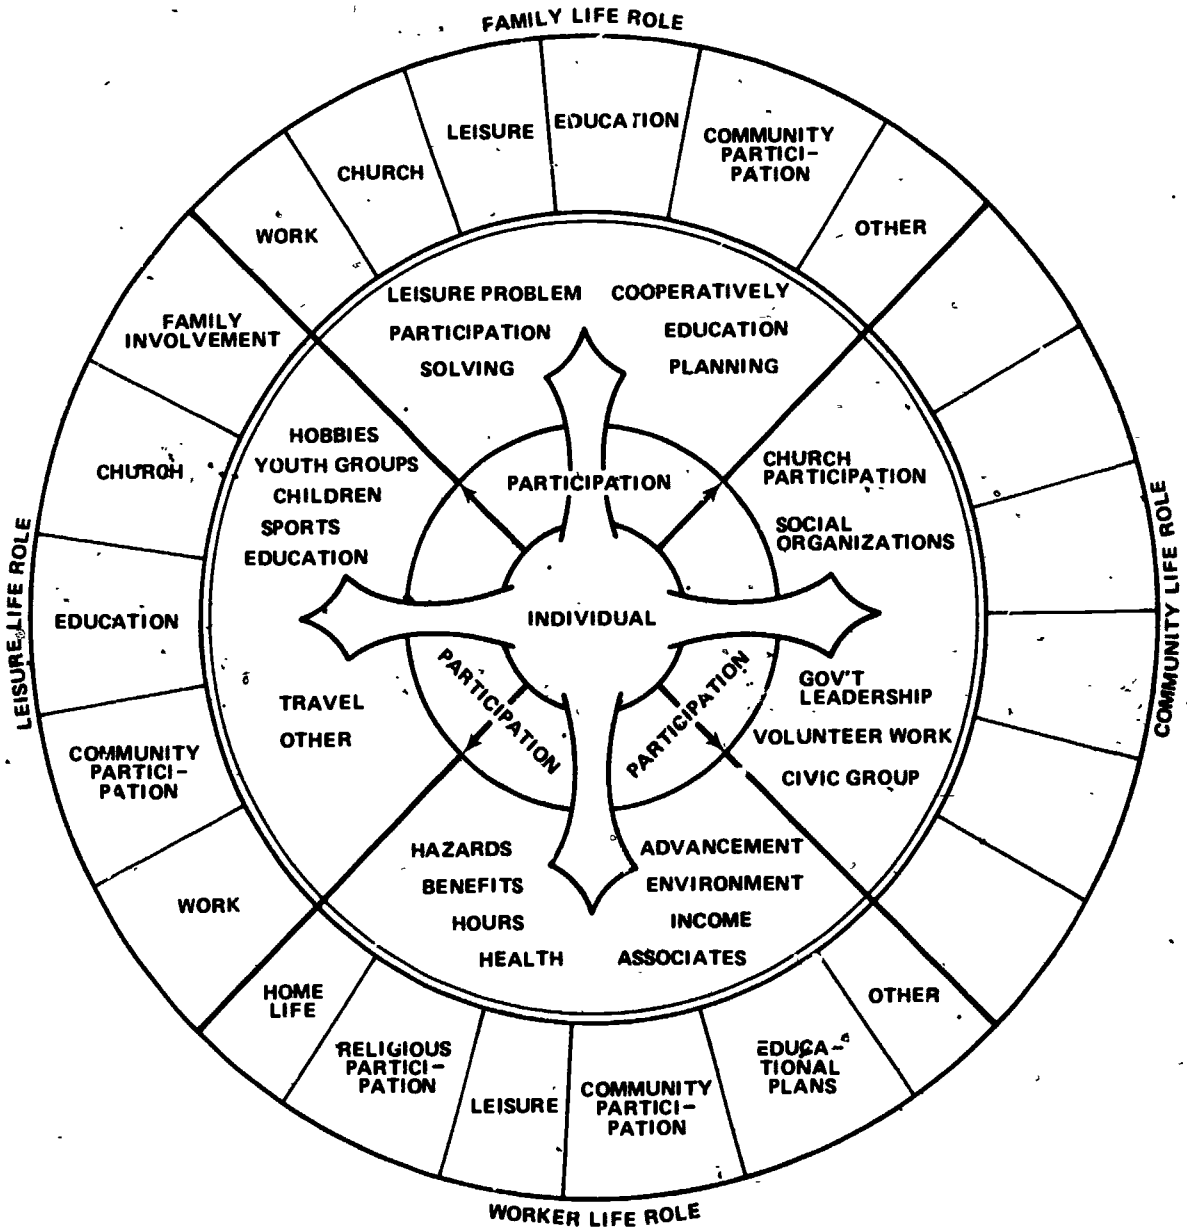 FAMILY LIFE ROLE
WORK
CHURCH
LEISURE
EDUCATION
COMMUNITY
PARTICI-
PATION
OTHER
LEISURE PROBLEM
PARTICIPATION
SOLVING
COOPERATIVELY
EDUCATION
PLANNING
LEISURE LIFE ROLE
FAMILY
INVOLVEMENT
CHURCH
EDUCATION
COMMUNITY
PARTICI-
PATION
WORK
HOBBIES
YOUTH GROUPS
CHILDREN
SPORTS
EDUCATION
TRAVEL
OTHER
PARTICIPATION
INDIVIDUAL
PARTICIPATION
PARTICIPATION
CHURCH
PARTICIPATION
SOCIAL
ORGANIZATIONS
GOV'T
LEADERSHIP
VOLUNTEER WORK
CIVIC GROUP
COMMUNITY LIFE ROLE
HAZARDS
BENEFITS
HOURS
HEALTH
ADVANCEMENT
ENVIRONMENT
INCOME
ASSOCIATES
HOME
LIFE
RELIGIOUS
PARTICI-
PATION
LEISURE
COMMUNITY
PARTICI-
PATION
EDUCA-
TIONAL
PLANS
OTHER
WORKER LIFE ROLE